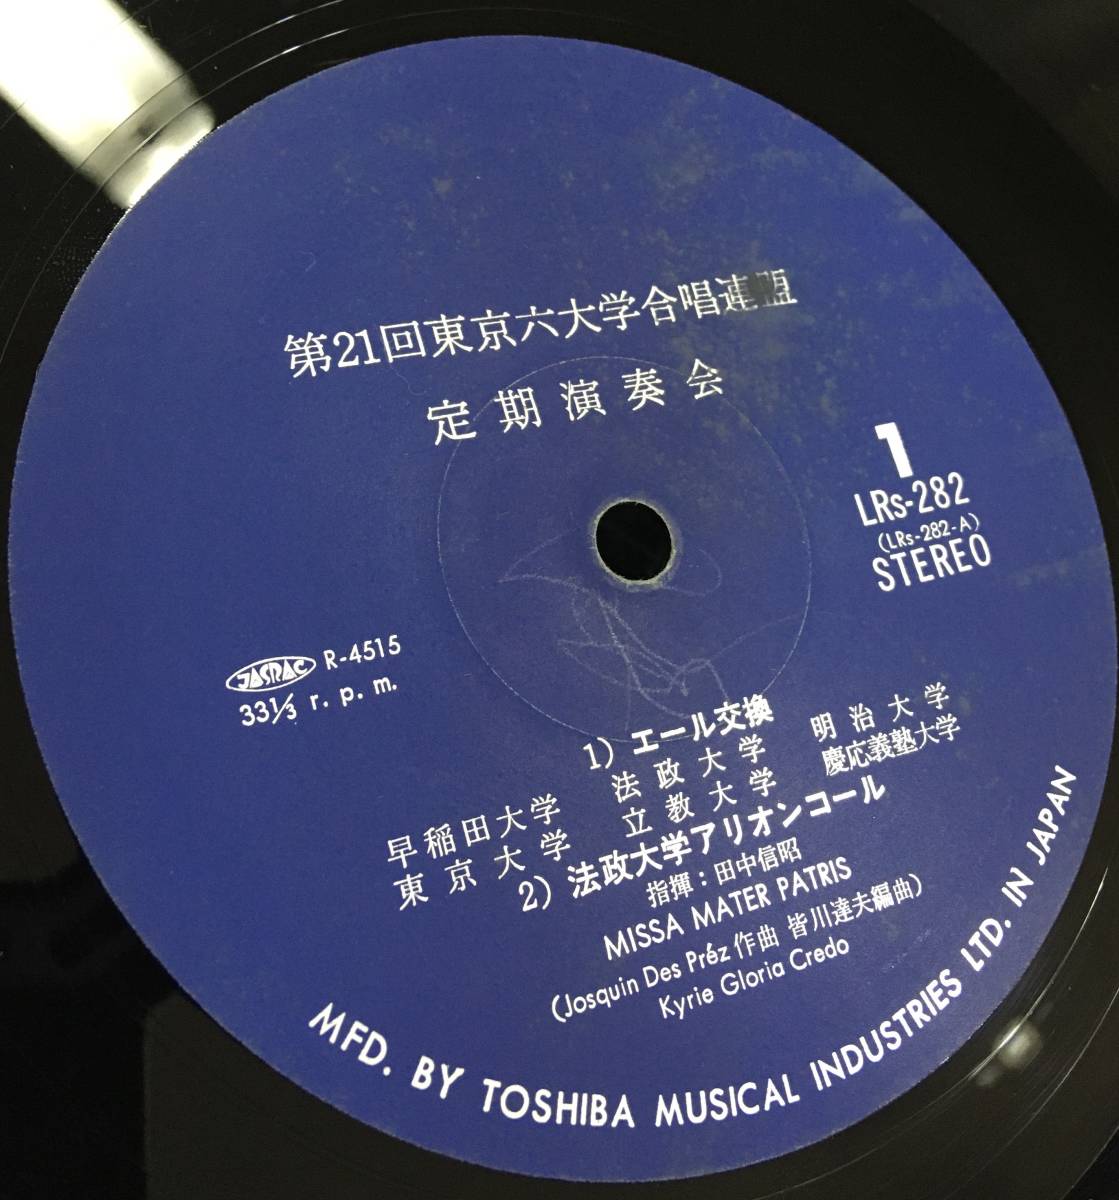 第21回東京六大学合唱連盟
定期演奏会
1
LRs-282
(LRs-282-A)
STEREO
JASRAC R-4515
33 1/3 r. p. m.
1) エール交換
法政大学 明治大学
早稲田大学 立教大学 慶応義塾大学
東京大学
2) 法政大学アリオンコール
指揮：田中信昭
MISSA MATER PATRIS
(Josquin Des Préz 作曲 皆川達夫編曲)
Kyrie Gloria Credo
MFD. BY TOSHIBA MUSICAL INDUSTRIES LTD. IN JAPAN